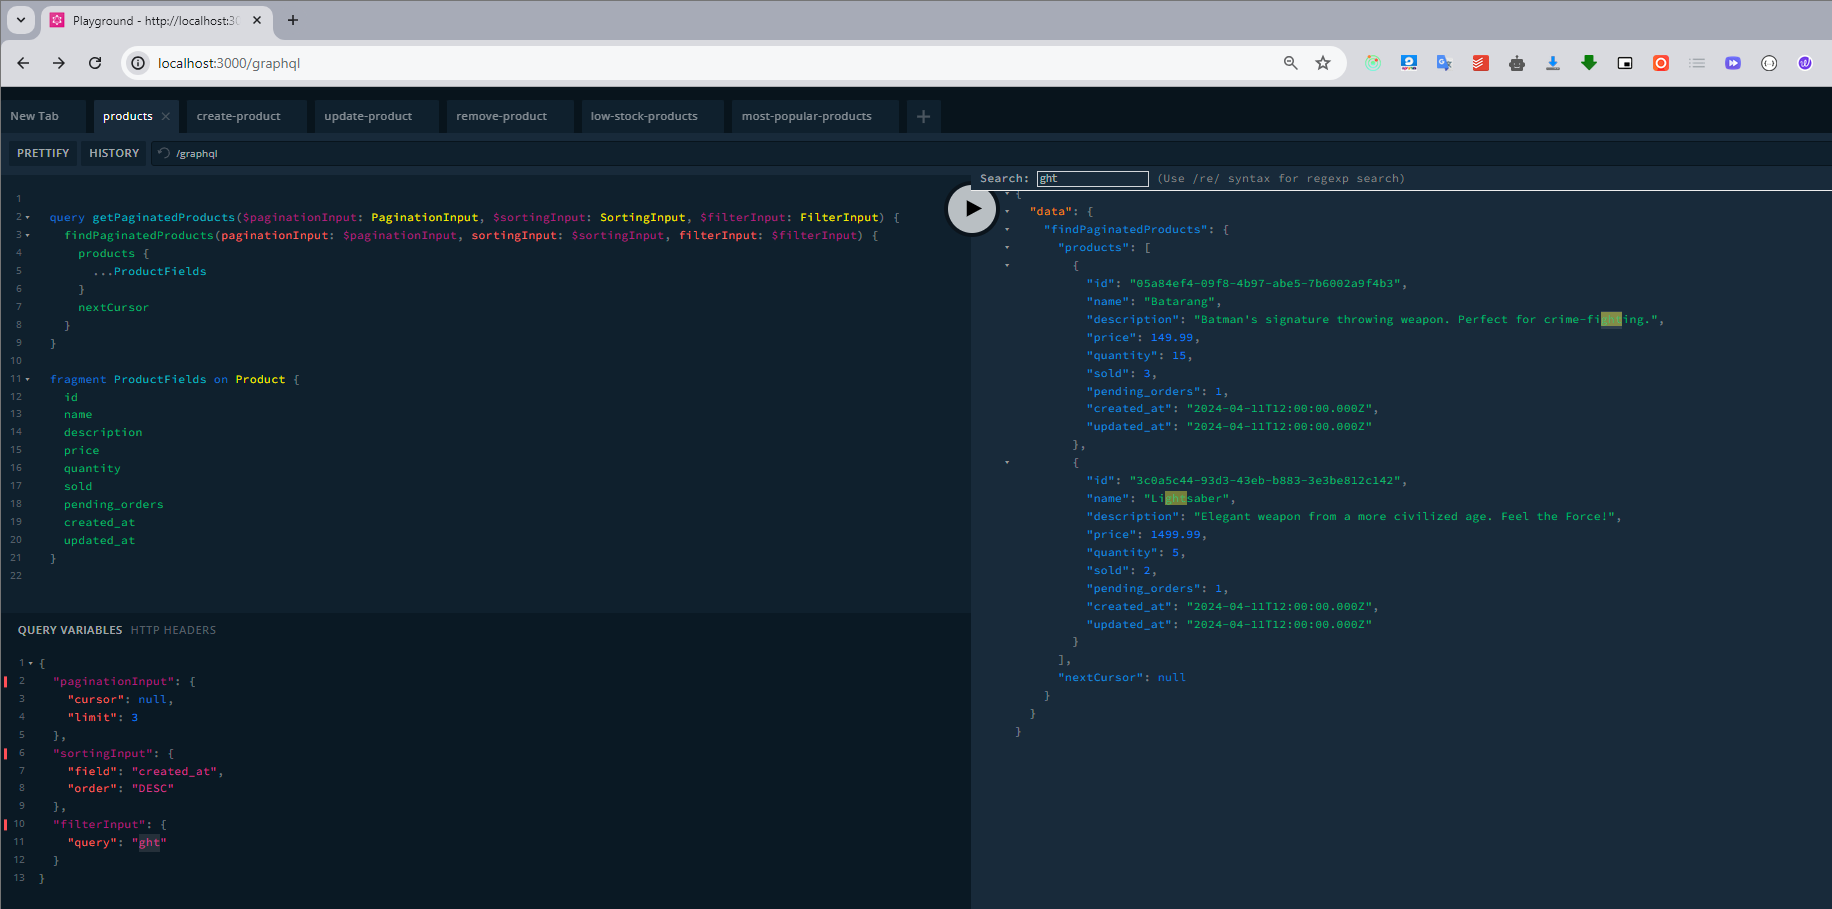 Playground - http://localhost:30
localhost:3000/graphql
New Tab
products
create-product
update-product
remove-product
low-stock-products
most-popular-products
PRETTIFY
HISTORY
/graphql
1
2 query getPaginatedProducts($paginationInput: PaginationInput, $sortingInput: SortingInput, $filterInput: FilterInput) {
3 findPaginatedProducts(paginationInput: $paginationInput, sortingInput: $sortingInput, filterInput: $filterInput) {
4 products {
5 ...ProductFields
6 }
7 nextCursor
8 }
9 }
10
11 fragment ProductFields on Product {
12 id
13 name
14 description
15 price
16 quantity
17 sold
18 pending_orders
19 created_at
20 updated_at
21 }
22
QUERY VARIABLES HTTP HEADERS
1 {
2 "paginationInput": {
3 "cursor": null,
4 "limit": 3
5 },
6 "sortingInput": {
7 "field": "created_at",
8 "order": "DESC"
9 },
10 "filterInput": {
11 "query": "ght"
12 }
13 }
Search: ght (Use /re/ syntax for regexp search)
{
"data": {
"findPaginatedProducts": {
"products": [
{
"id": "05a84ef4-09f8-4b97-abe5-7b6002a9f4b3",
"name": "Batarang",
"description": "Batman's signature throwing weapon. Perfect for crime-fighting.",
"price": 149.99,
"quantity": 15,
"sold": 3,
"pending_orders": 1,
"created_at": "2024-04-11T12:00:00.000Z",
"updated_at": "2024-04-11T12:00:00.000Z"
},
{
"id": "3c0a5c44-93d3-43eb-b883-3e3be812c142",
"name": "Lightsaber",
"description": "Elegant weapon from a more civilized age. Feel the Force!",
"price": 1499.99,
"quantity": 5,
"sold": 2,
"pending_orders": 1,
"created_at": "2024-04-11T12:00:00.000Z",
"updated_at": "2024-04-11T12:00:00.000Z"
}
],
"nextCursor": null
}
}
}